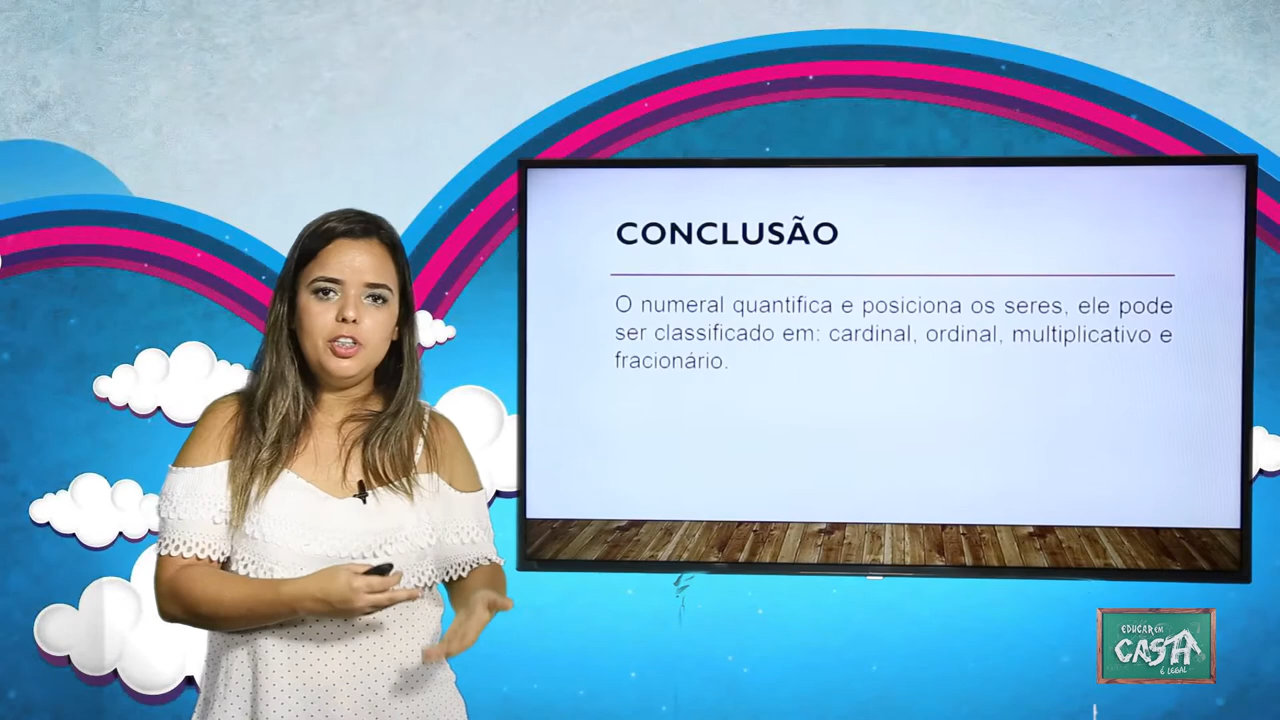 CONCLUSÃO
O numeral quantifica e posiciona os seres, ele pode
ser classificado em: cardinal, ordinal, multiplicativo e
fracionário.
EDUCAR EM
CASA
É LEGAL